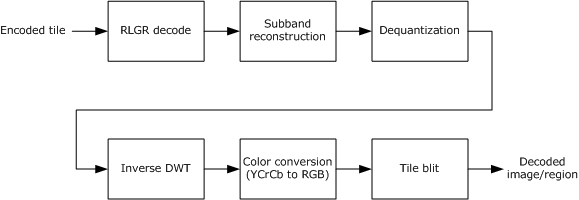 Encoded tile
RLGR decode
Subband
reconstruction
Dequantization
Inverse DWT
Color conversion
(YCrCb to RGB)
Tile blit
Decoded
image/region